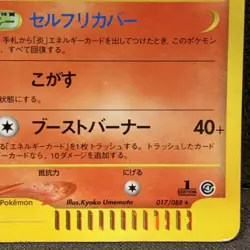 セルフリカバー
手札から「炎」エネルギーカードを出してつけたとき、このポケモン
、すべて回復する。
こがす
状態にする。
ブーストバーナー 40+
る「炎」エネルギーカードを1枚トラッシュする。トラッシュしたカード
ーカードなら、10ダメージを追加する。
抵抗力 にげる
1 EDITION
Pokémon Illus.Kyoko Umemoto 017/088 ★